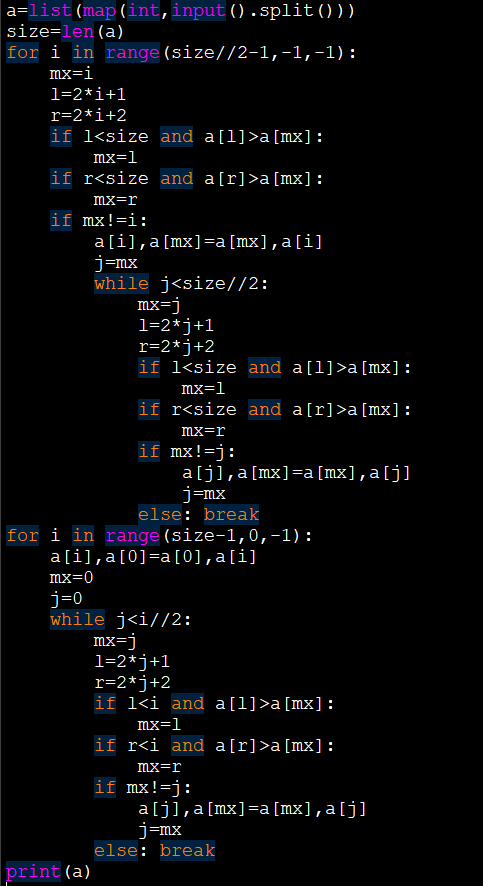 a=list(map(int,input().split()))
size=len(a)
for i in range(size//2-1,-1,-1):
    mx=i
    l=2*i+1
    r=2*i+2
    if l<size and a[l]>a[mx]:
        mx=l
    if r<size and a[r]>a[mx]:
        mx=r
    if mx!=i:
        a[i],a[mx]=a[mx],a[i]
        j=mx
        while j<size//2:
            mx=j
            l=2*j+1
            r=2*j+2
            if l<size and a[l]>a[mx]:
                mx=l
            if r<size and a[r]>a[mx]:
                mx=r
            if mx!=j:
                a[j],a[mx]=a[mx],a[j]
                j=mx
            else: break
for i in range(size-1,0,-1):
    a[i],a[0]=a[0],a[i]
    mx=0
    j=0
    while j<i//2:
        mx=j
        l=2*j+1
        r=2*j+2
        if l<i and a[l]>a[mx]:
            mx=l
        if r<i and a[r]>a[mx]:
            mx=r
        if mx!=j:
            a[j],a[mx]=a[mx],a[j]
            j=mx
        else: break
print(a)